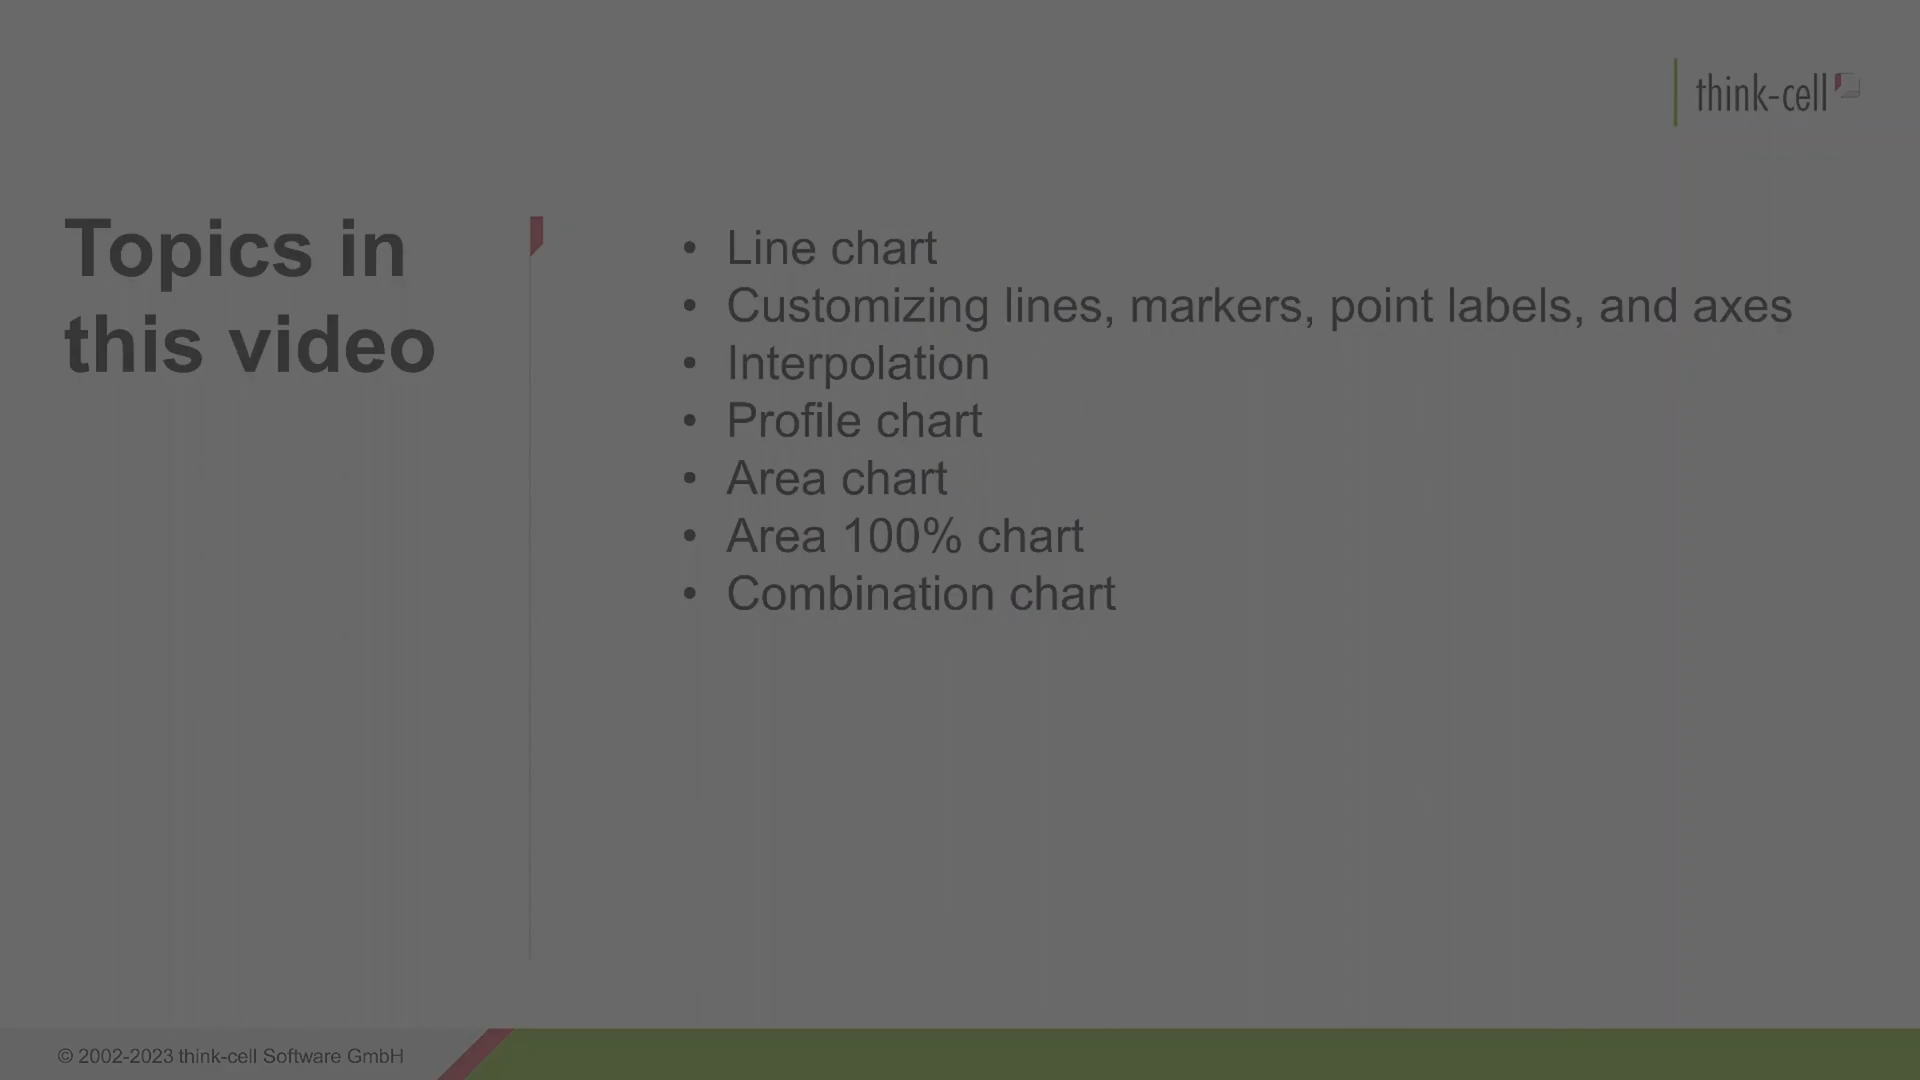 think-cell
Topics in
this video
• Line chart
• Customizing lines, markers, point labels, and axes
• Interpolation
• Profile chart
• Area chart
• Area 100% chart
• Combination chart
© 2002-2023 think-cell Software GmbH